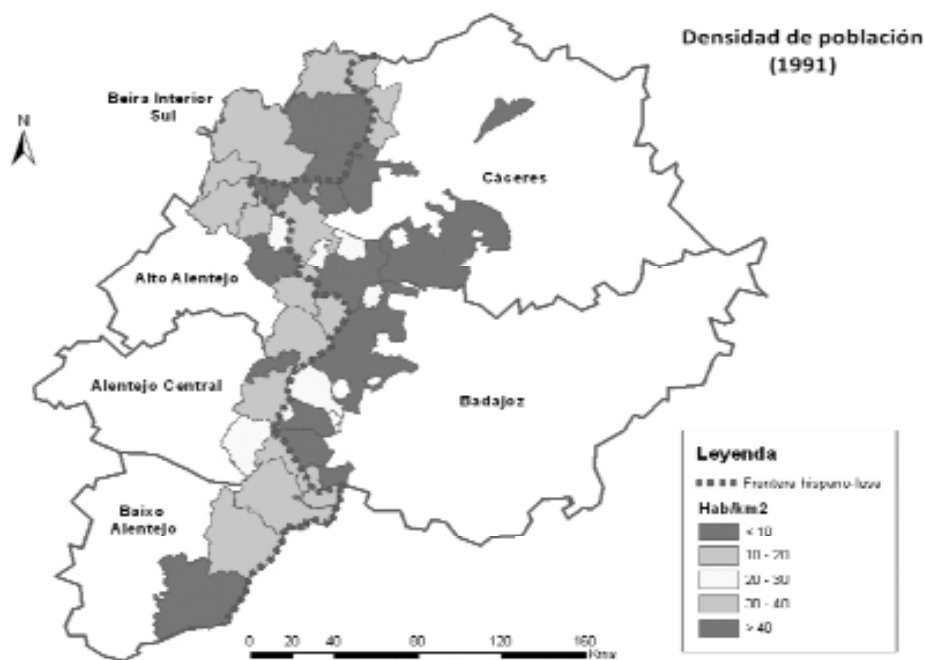 Densidad de población
(1991)
Beira Interior
Sul
N
Cáceres
Alto Alentejo
Alentejo Central
Badajoz
Baixo
Alentejo
Leyenda
Frontera hispano-lusa
Hab/km2
< 10
10 - 20
20 - 30
30 - 40
> 40
0 20 40 80 120 160
Kms